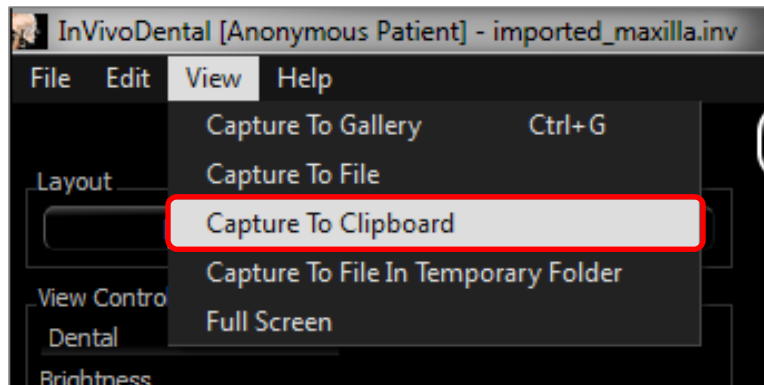 InVivoDental [Anonymous Patient] - imported_maxilla.inv
File Edit View Help
Capture To Gallery Ctrl+G
Capture To File
Layout
Capture To Clipboard
Capture To File In Temporary Folder
View Contro
Full Screen
Dental
Brightness